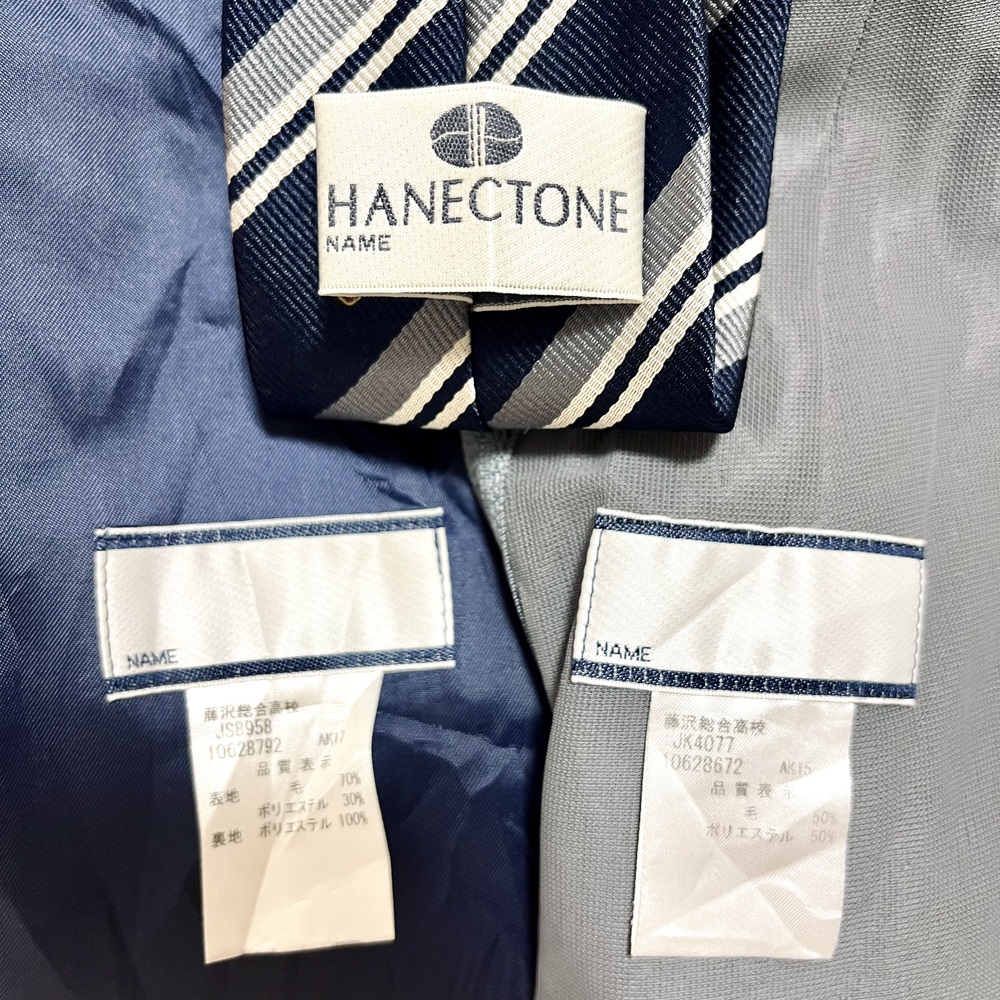 HANECTONE
NAME
NAME
藤沢総合高校
JS8958
10628792 AK17
品質表示
表地 毛 70%
ポリエステル 30%
裏地 ポリエステル 100%
NAME
藤沢総合高校
JK4077
10628672 AK15
品質表示
毛 50%
ポリエステル 50%